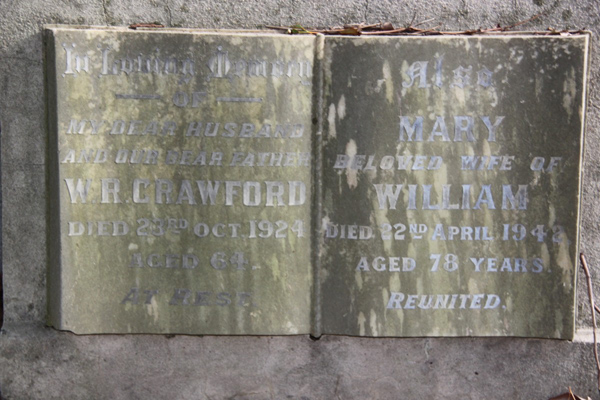 In Loving Memory
OF
MY DEAR HUSBAND
AND OUR DEAR FATHER
W.R. CRAWFORD
DIED 23RD OCT. 1924
AGED 64
AT REST.
Also
MARY
BELOVED WIFE OF
WILLIAM
DIED 22ND APRIL, 1942,
AGED 78 YEARS.
REUNITED.